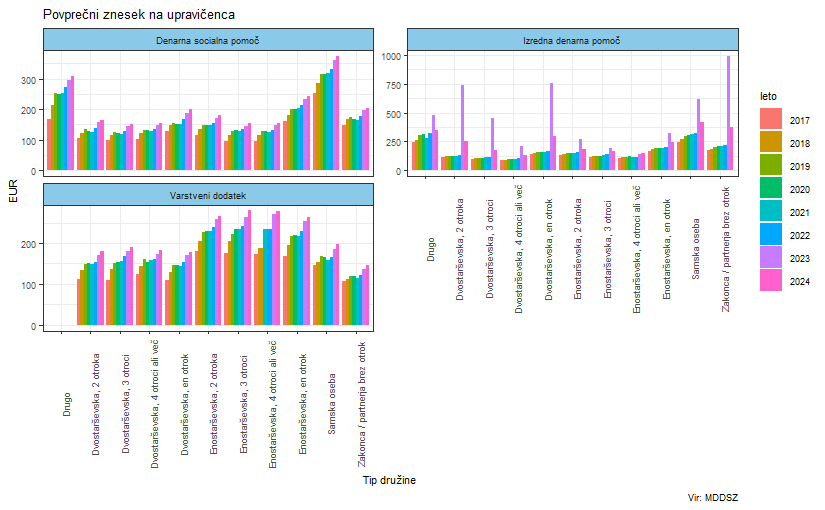 Povprečni znesek na upravičenca
Denarna socialna pomoč
Izredna denarna pomoč
300
200
100
0
1000
750
500
250
0
Varstveni dodatek
200
100
0
EUR
Drugo
Dvostarševska, 2 otroka
Dvostarševska, 3 otroci
Dvostarševska, 4 otroci ali več
Dvostarševska, en otrok
Enostarševska, 2 otroka
Enostarševska, 3 otroci
Enostarševska, 4 otroci ali več
Enostarševska, en otrok
Samska oseba
Zakonca / partnerja brez otrok
Drugo
Dvostarševska, 2 otroka
Dvostarševska, 3 otroci
Dvostarševska, 4 otroci ali več
Dvostarševska, en otrok
Enostarševska, 2 otroka
Enostarševska, 3 otroci
Enostarševska, 4 otroci ali več
Enostarševska, en otrok
Samska oseba
Zakonca / partnerja brez otrok
Tip družine
leto
2017
2018
2019
2020
2021
2022
2023
2024
Vir: MDDSZ